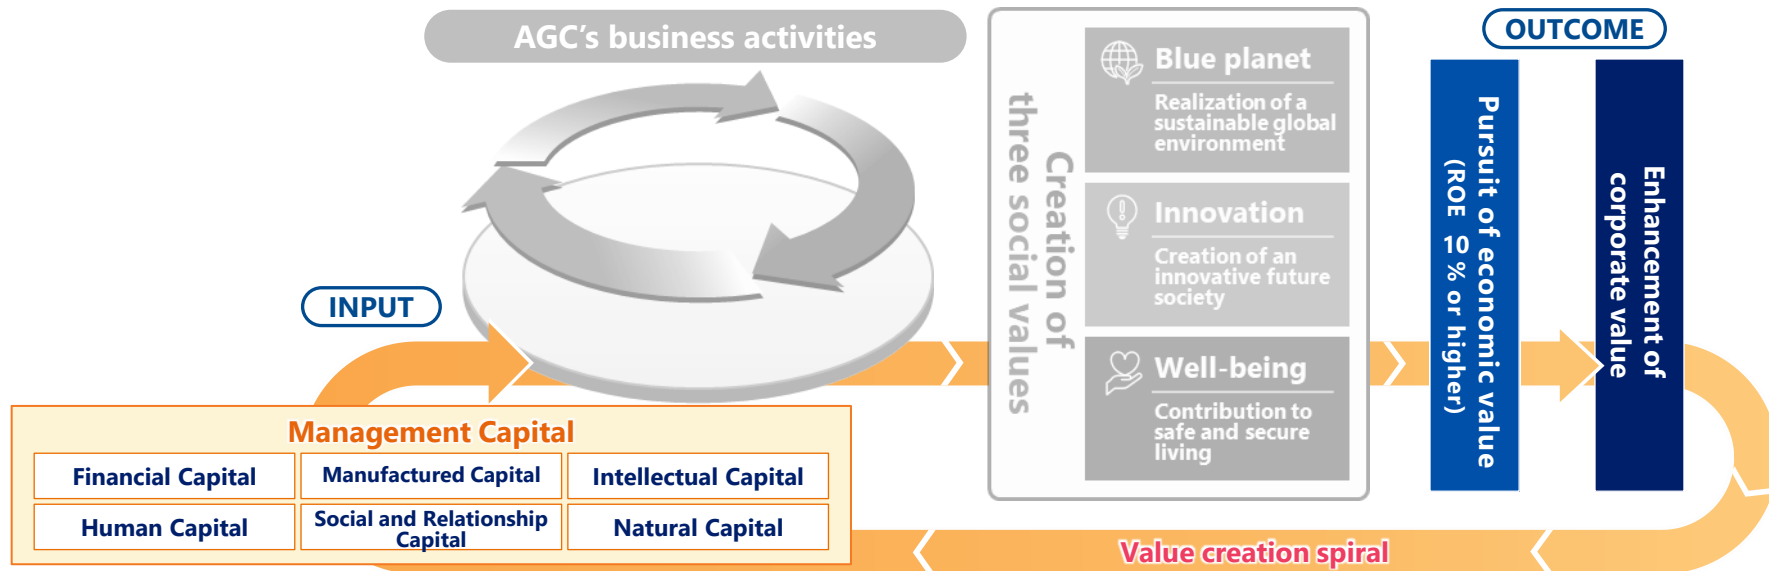 AGC’s business activities
INPUT
Management Capital
Financial Capital
Manufactured Capital
Intellectual Capital
Human Capital
Social and Relationship
Capital
Natural Capital
Creation of
three social values
Blue planet
Realization of a
sustainable global
environment
Innovation
Creation of an
innovative future
society
Well-being
Contribution to
safe and secure
living
OUTCOME
Pursuit of economic value
(ROE 10 % or higher)
Enhancement of
corporate value
Value creation spiral